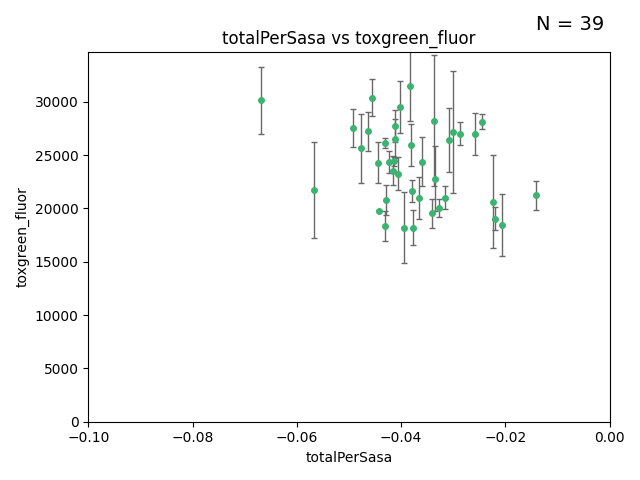 N = 39
totalPerSasa vs toxgreen_fluor
toxgreen_fluor
30000
25000
20000
15000
10000
5000
0
−0.10 −0.08 −0.06 −0.04 −0.02 0.00
totalPerSasa